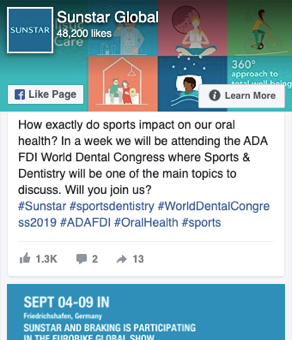 SUNSTAR
Sunstar Global
48,200 likes
Care
360°
approach to
total well-being
Like Page
Learn More
How exactly do sports impact on our oral
health? In a week we will be attending the ADA
FDI World Dental Congress where Sports &
Dentistry will be one of the main topics to
discuss. Will you join us?
#Sunstar #sportsdentistry #WorldDentalCongre
ss2019 #ADAFDI #OralHealth #sports
1.3K 2 13
SEPT 04-09 IN
Friedrichshafen, Germany
SUNSTAR AND BRAKING IS PARTICIPATING
IN THE EUROBIKE GLOBAL SHOW